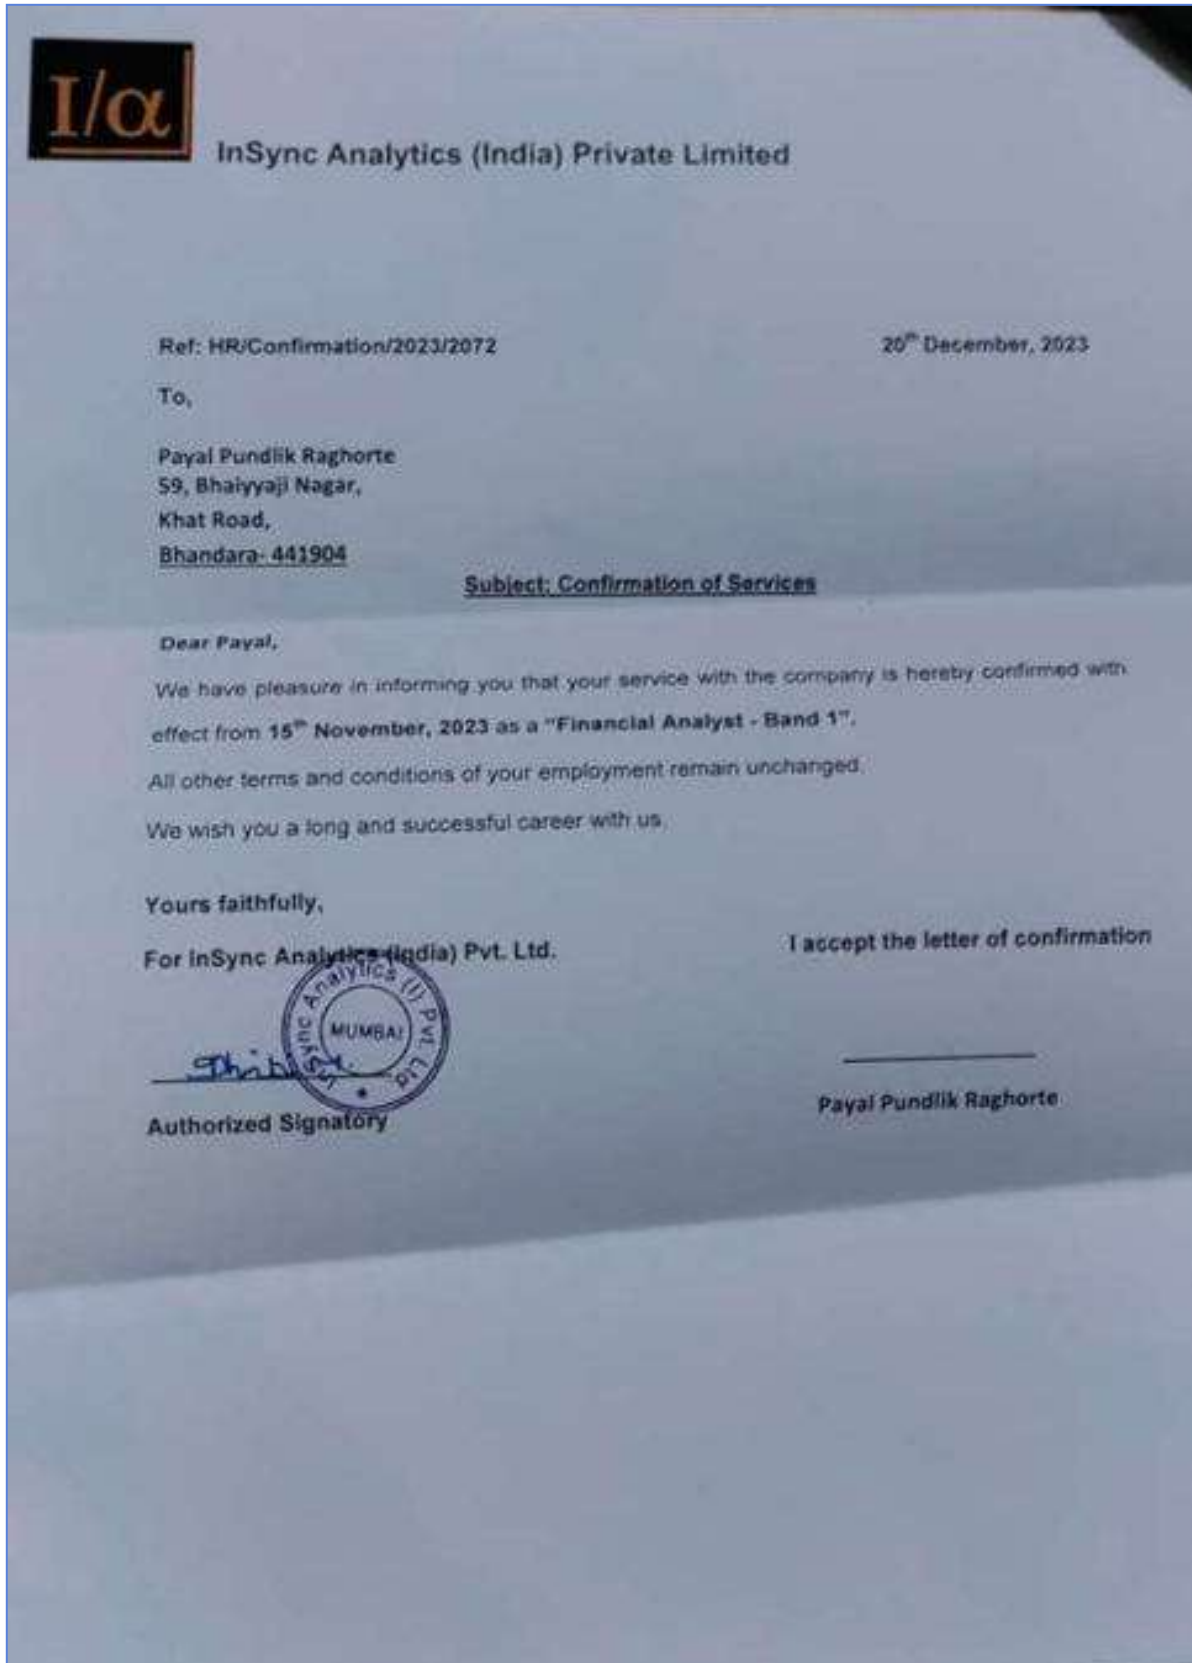 I/α
InSync Analytics (India) Private Limited
Ref: HR/Confirmation/2023/2072
20th December, 2023
To,
Payal Pundlik Raghorte
59, Bhaiyyaji Nagar,
Khat Road,
Bhandara- 441904
Subject: Confirmation of Services
Dear Payal,
We have pleasure in informing you that your service with the company is hereby confirmed with
effect from 15th November, 2023 as a "Financial Analyst - Band 1".
All other terms and conditions of your employment remain unchanged.
We wish you a long and successful career with us.
Yours faithfully,
For InSync Analytics (India) Pvt. Ltd.
I accept the letter of confirmation
InSync Analytics (I) Pvt. Ltd.
MUMBAI
Authorized Signatory
Payal Pundlik Raghorte